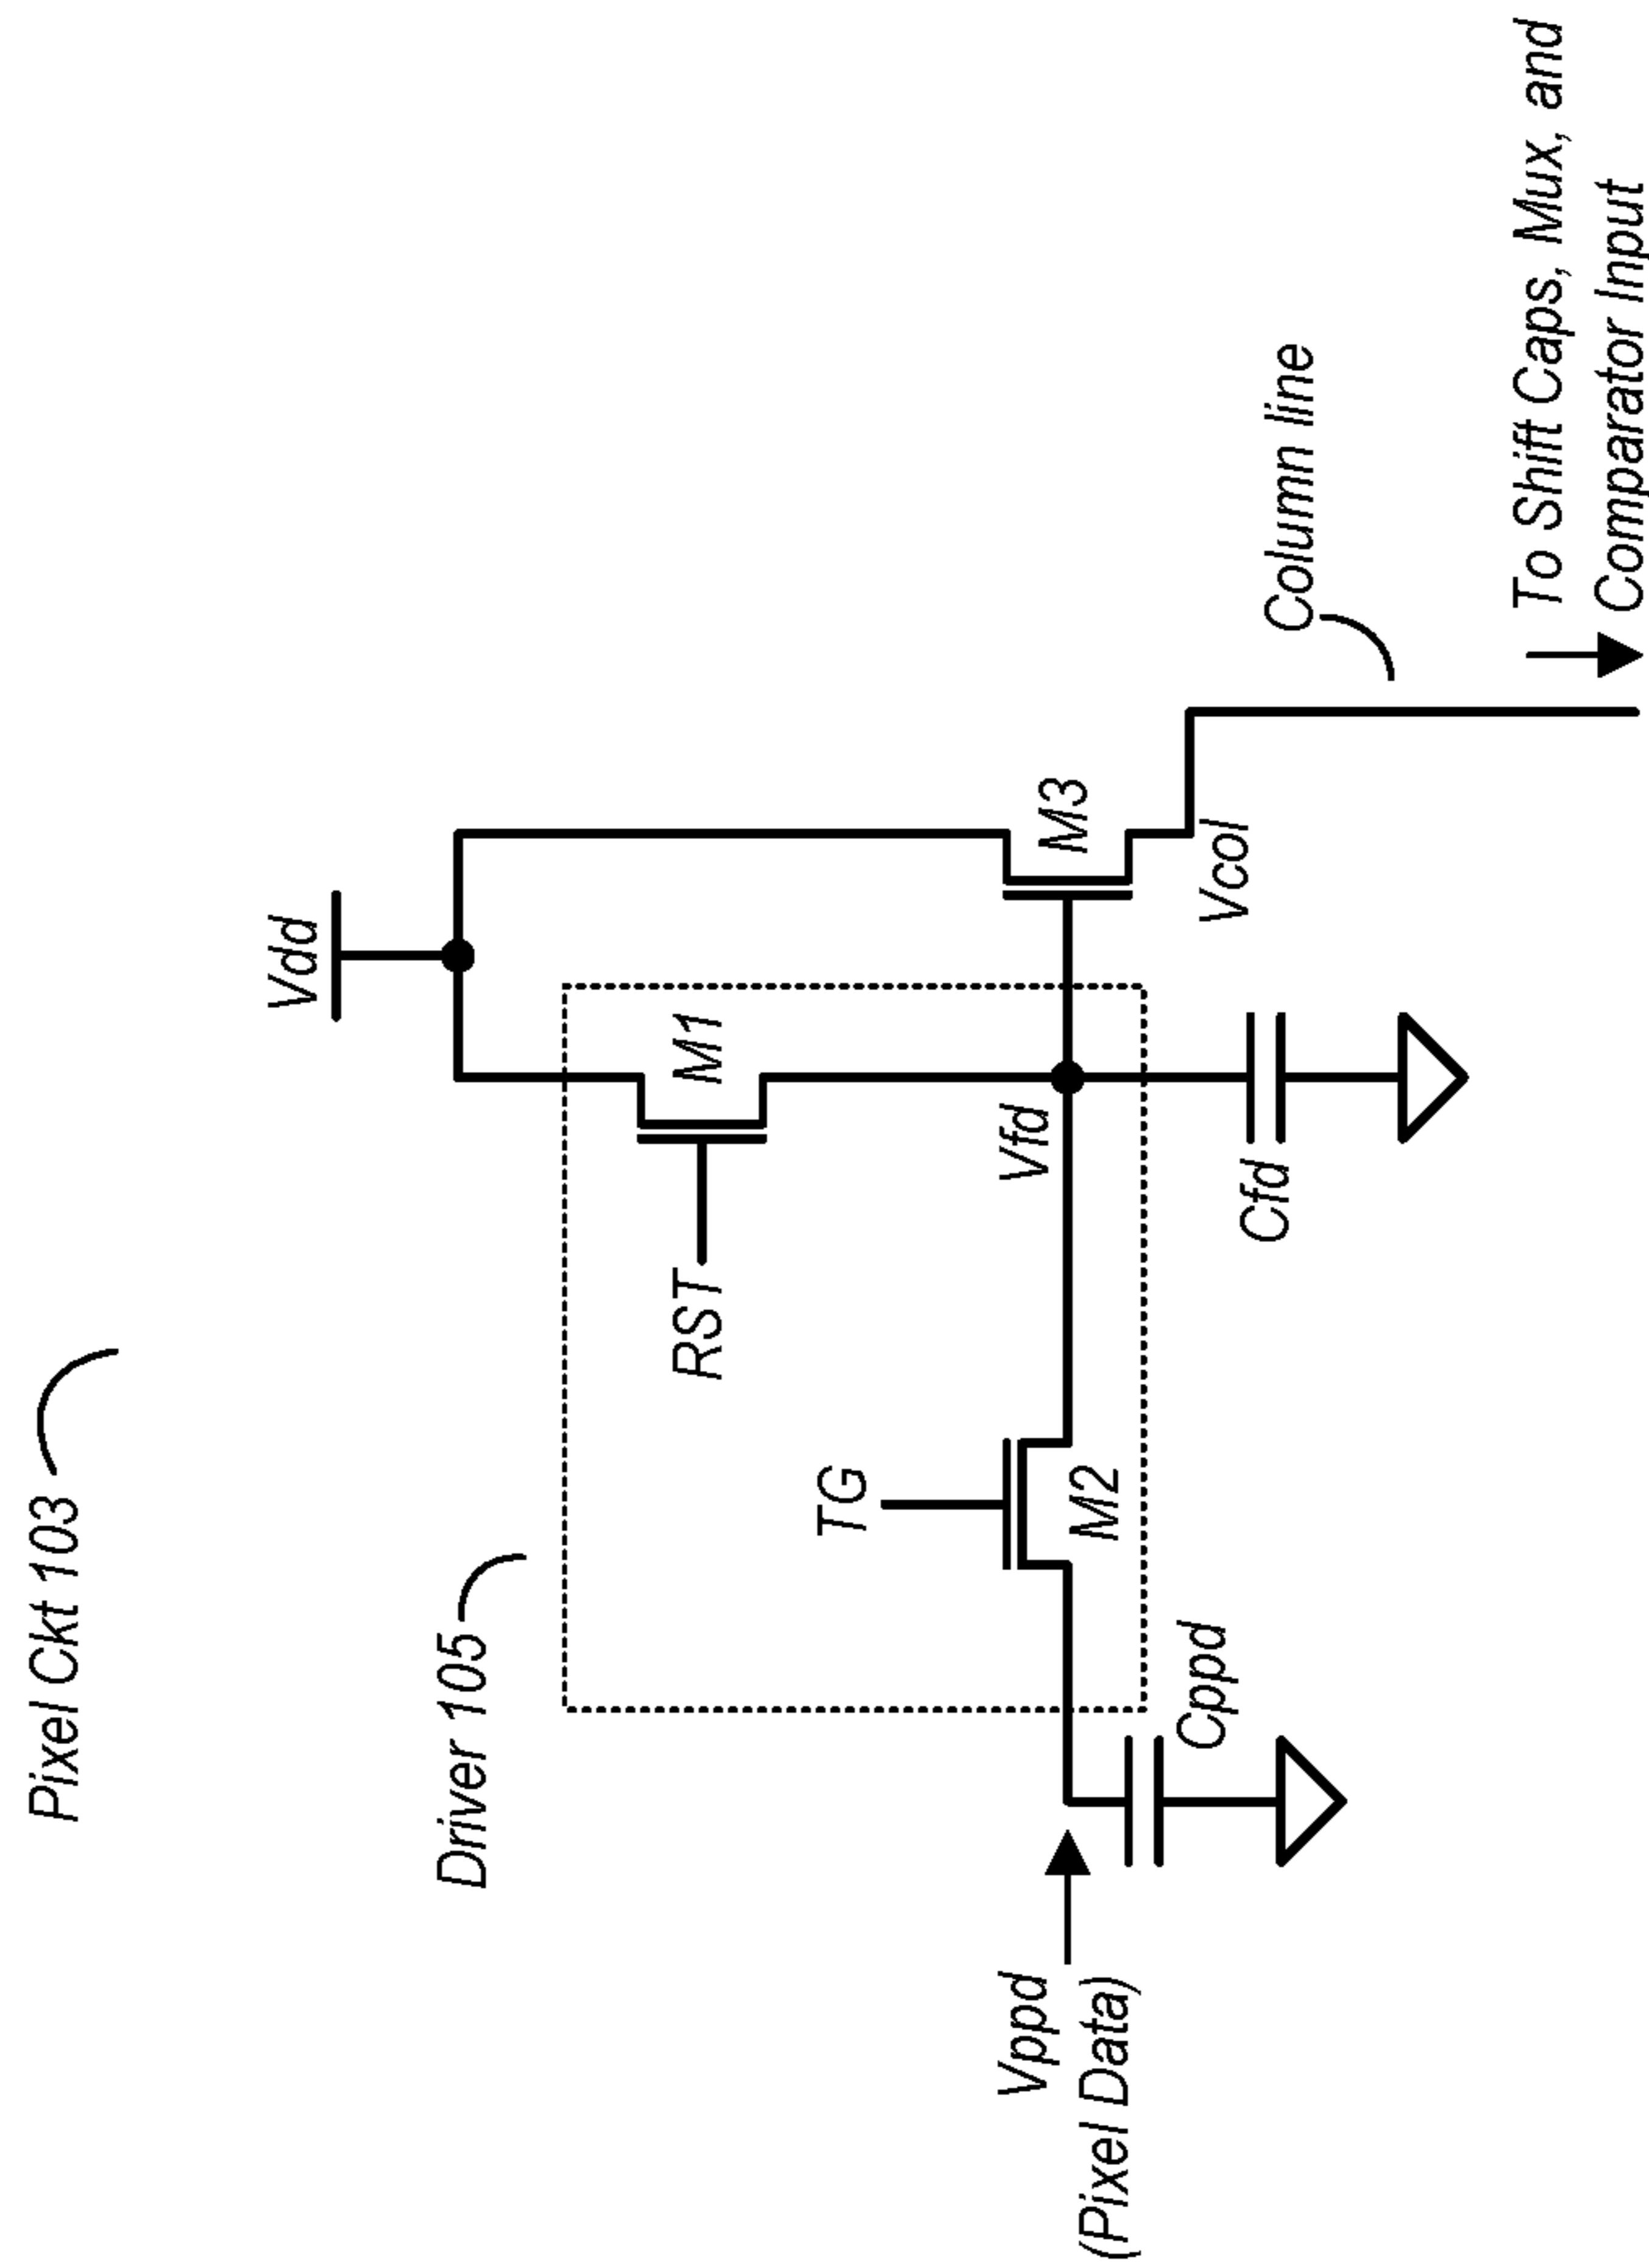 Pixel Ckt 103
Driver 105
Vdd
RST
M1
TG
M2
Vfd
M3
Vppd
(Pixel Data)
Cppd
Cfd
Vcol
Column line
To Shift Caps, Mux, and
Comparator Input